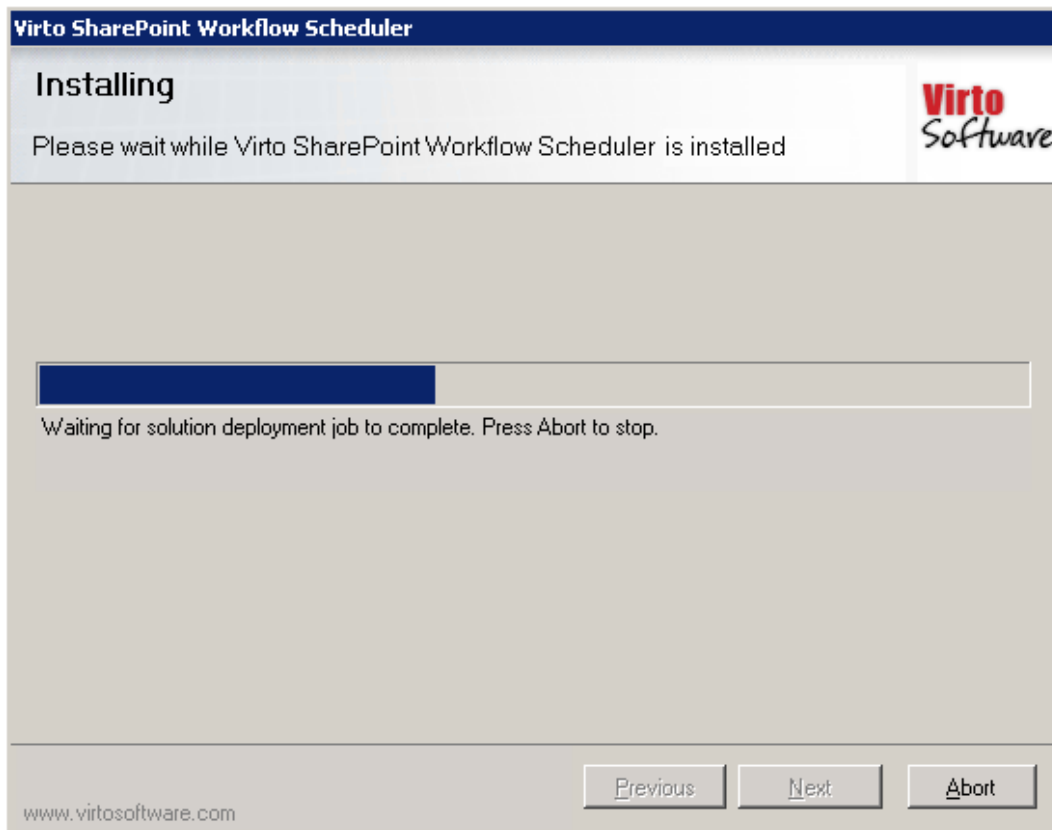 Virto SharePoint Workflow Scheduler
Installing
Please wait while Virto SharePoint Workflow Scheduler is installed
Virto
Software
Waiting for solution deployment job to complete. Press Abort to stop.
Previous
Next
Abort
www.virtosoftware.com